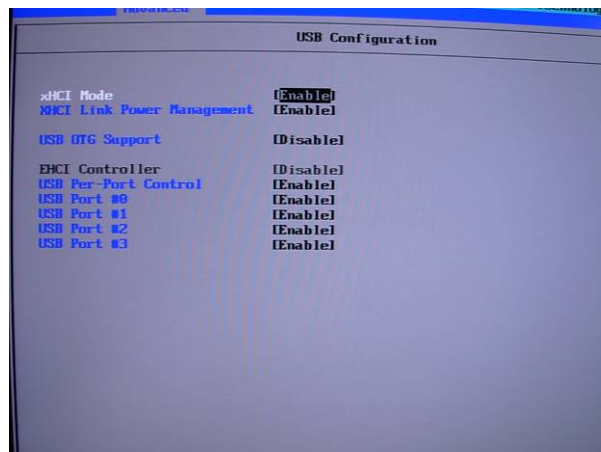 Advanced
USB Configuration
xHCI Mode [Enable]
XHCI Link Power Management [Enable]
USB OTG Support [Disable]
EHCI Controller [Disable]
USB Per-Port Control [Enable]
USB Port #0 [Enable]
USB Port #1 [Enable]
USB Port #2 [Enable]
USB Port #3 [Enable]